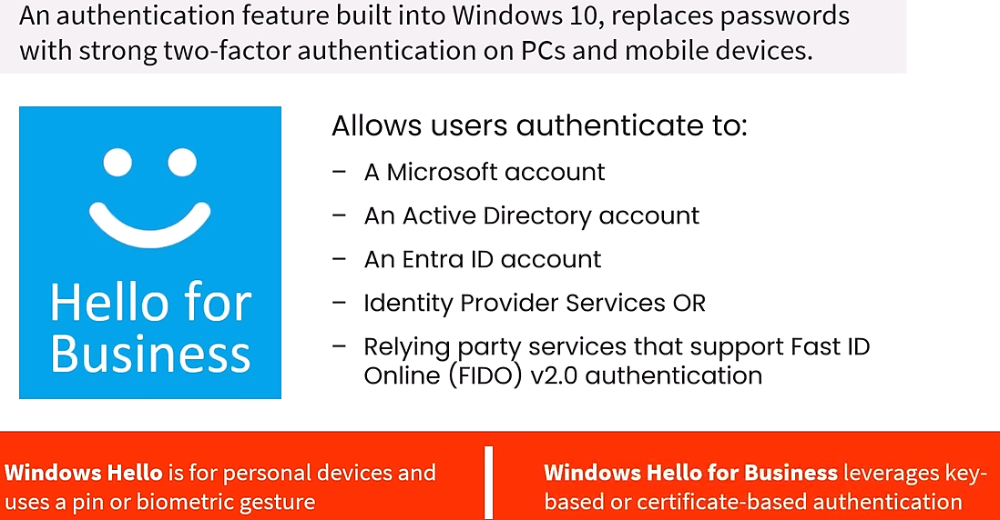 An authentication feature built into Windows 10, replaces passwords
with strong two-factor authentication on PCs and mobile devices.
Hello for
Business
Allows users authenticate to:
– A Microsoft account
– An Active Directory account
– An Entra ID account
– Identity Provider Services OR
– Relying party services that support Fast ID
Online (FIDO) v2.0 authentication
Windows Hello is for personal devices and
uses a pin or biometric gesture
Windows Hello for Business leverages key-
based or certificate-based authentication